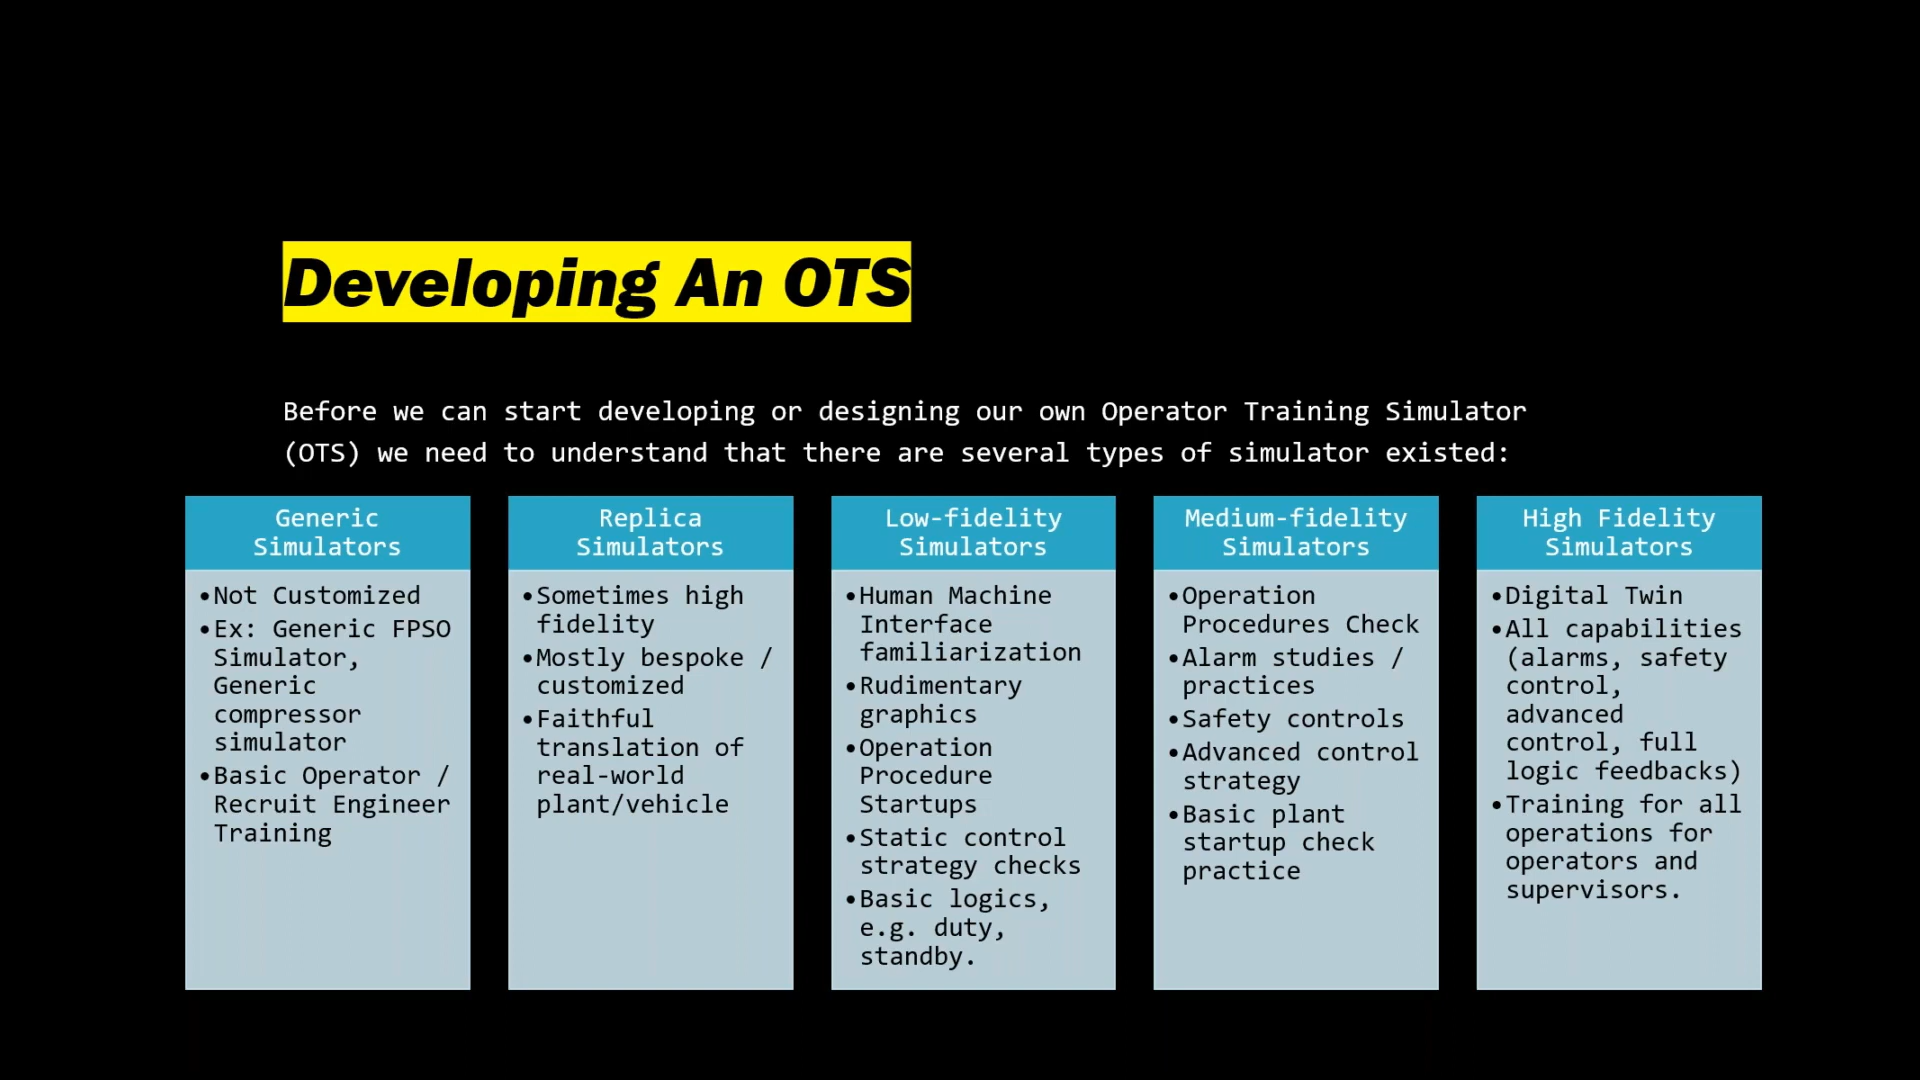 Developing An OTS
Before we can start developing or designing our own Operator Training Simulator
(OTS) we need to understand that there are several types of simulator existed:
Generic
Simulators
•Not Customized
•Ex: Generic FPSO
Simulator,
Generic
compressor
simulator
•Basic Operator /
Recruit Engineer
Training
Replica
Simulators
•Sometimes high
fidelity
•Mostly bespoke /
customized
•Faithful
translation of
real-world
plant/vehicle
Low-fidelity
Simulators
•Human Machine
Interface
familiarization
•Rudimentary
graphics
•Operation
Procedure
Startups
•Static control
strategy checks
•Basic logics,
e.g. duty,
standby.
Medium-fidelity
Simulators
•Operation
Procedures Check
•Alarm studies /
practices
•Safety controls
•Advanced control
strategy
•Basic plant
startup check
practice
High Fidelity
Simulators
•Digital Twin
•All capabilities
(alarms, safety
control,
advanced
control, full
logic feedbacks)
•Training for all
operations for
operators and
supervisors.